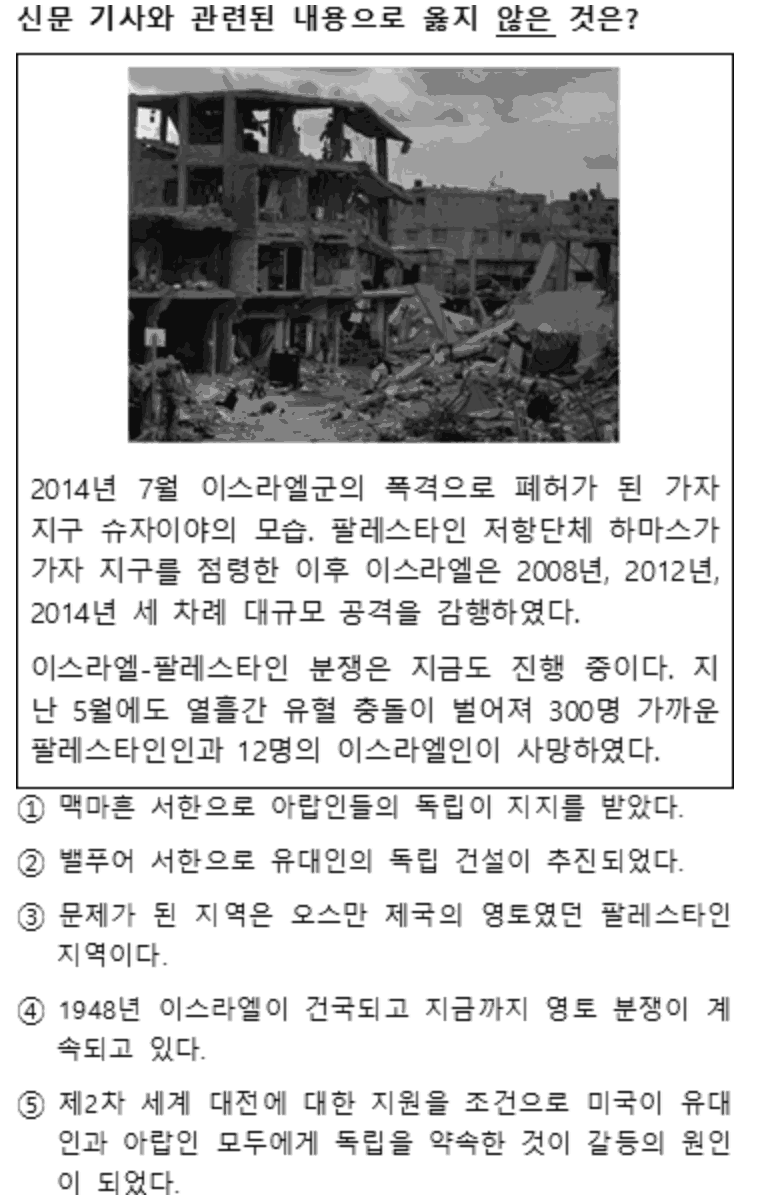 신문 기사와 관련된 내용으로 옳지 않은 것은?
2014년 7월 이스라엘군의 폭격으로 폐허가 된 가자
지구 슈자이야의 모습. 팔레스타인 저항단체 하마스가
가자 지구를 점령한 이후 이스라엘은 2008년, 2012년,
2014년 세 차례 대규모 공격을 감행하였다.
이스라엘-팔레스타인 분쟁은 지금도 진행 중이다. 지
난 5월에도 열흘간 유혈 충돌이 벌어져 300명 가까운
팔레스타인인과 12명의 이스라엘인이 사망하였다.
① 맥마흔 서한으로 아랍인들의 독립이 지지를 받았다.
② 밸푸어 서한으로 유대인의 독립 건설이 추진되었다.
③ 문제가 된 지역은 오스만 제국의 영토였던 팔레스타인
지역이다.
④ 1948년 이스라엘이 건국되고 지금까지 영토 분쟁이 계
속되고 있다.
⑤ 제2차 세계 대전에 대한 지원을 조건으로 미국이 유대
인과 아랍인 모두에게 독립을 약속한 것이 갈등의 원인
이 되었다.